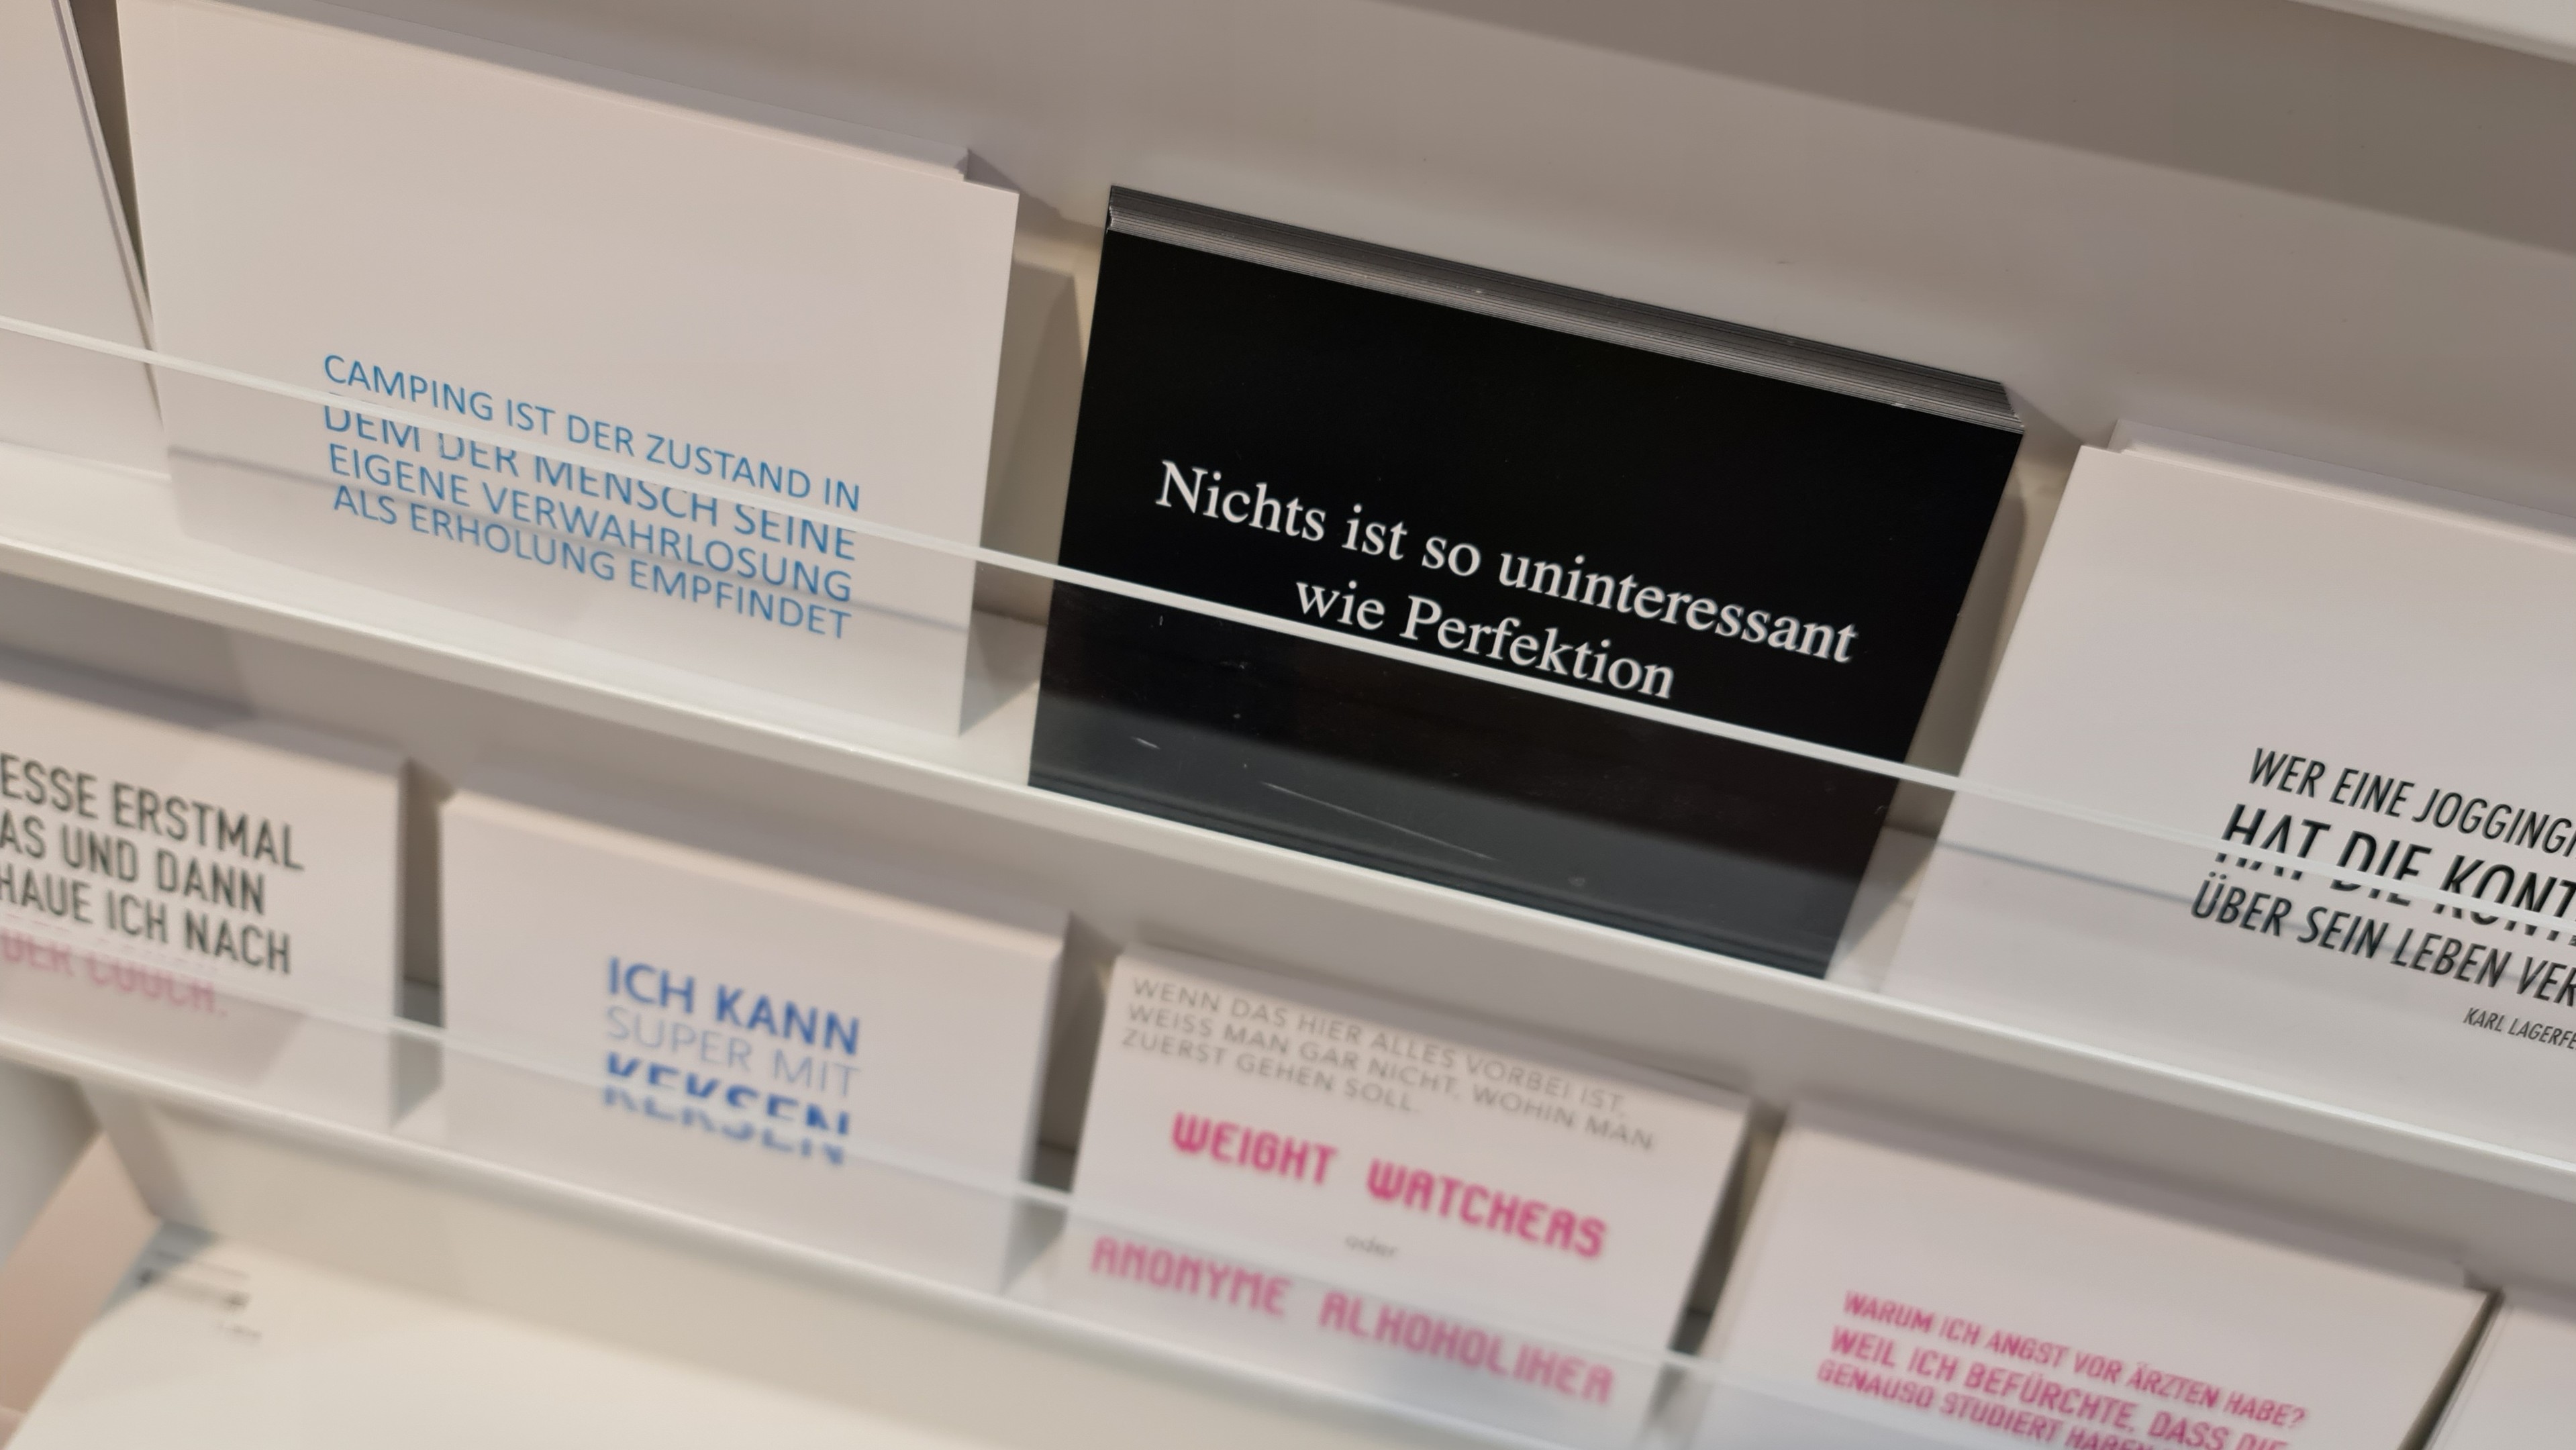 CAMPING IST DER ZUSTAND IN
DEM DER MENSCH SEINE
EIGENE VERWAHRLOSUNG
ALS ERHOLUNG EMPFINDET
Nichts ist so uninteressant
wie Perfektion
WER EINE JOGGING
HAT DIE KONT
ÜBER SEIN LEBEN VER
KARL LAGERFE
ESSE ERSTMAL
AS UND DANN
HAUE ICH NACH
DER COUCH.
ICH KANN
SUPER MIT
KEKSEN
WENN DAS HIER ALLES VORBEI IST,
WEISS MAN GAR NICHT, WOHIN MAN
ZUERST GEHEN SOLL.
WEIGHT WATCHERS
oder
ANONYME ALKOHOLIKER
WARUM ICH ANGST VOR ÄRZTEN HABE?
WEIL ICH BEFÜRCHTE, DASS DIE
GENAUSO STUDIERT HABEN